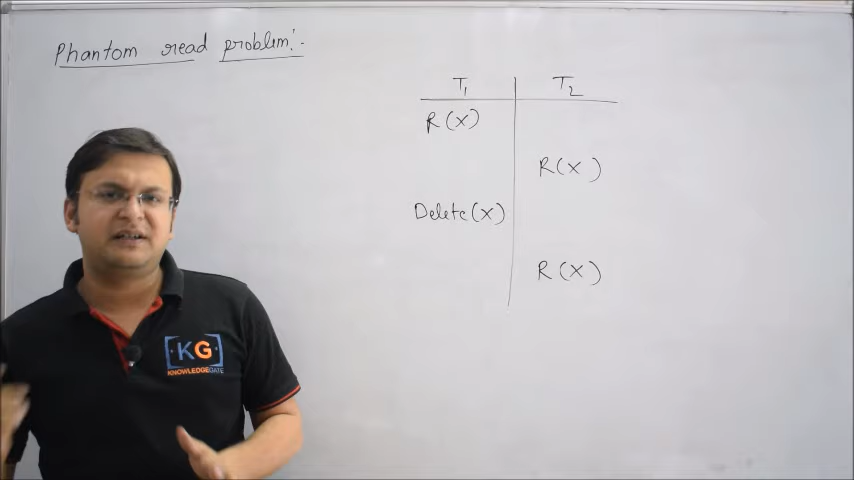 Phantom read problem:-
T₁ T₂
R(X)
R(X)
Delete(X)
R(X)
KG
KNOWLEDGEGATE